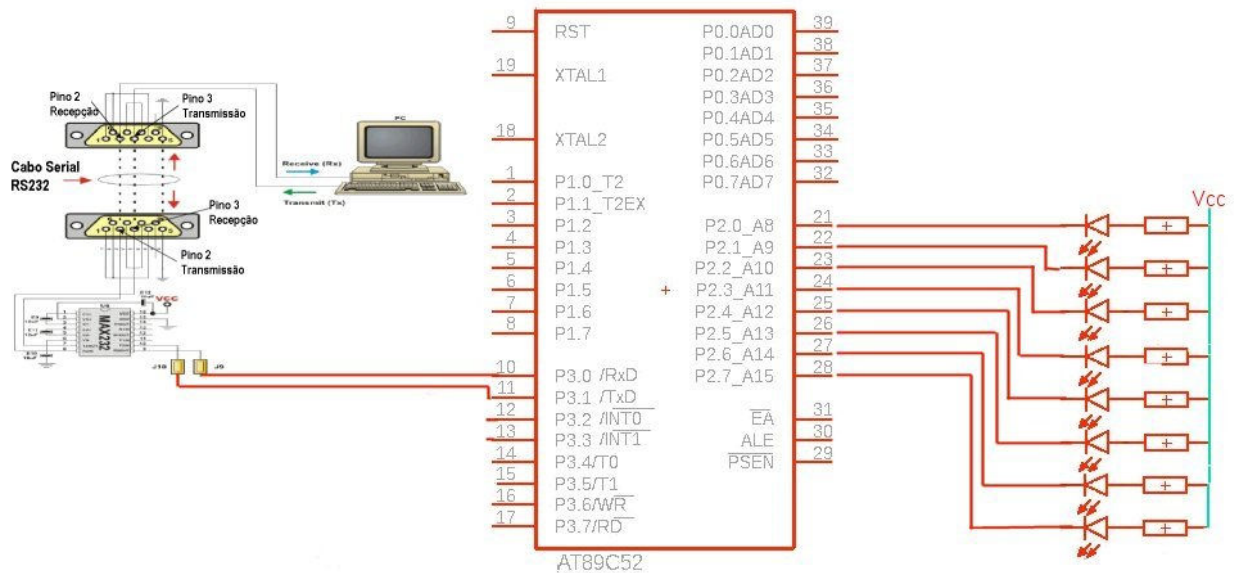 Pino 2
Recepção
Pino 3
Transmissão
Cabo Serial
RS232
Pino 3
Recepção
Pino 2
Transmissão
PC
Receive (Rx)
Transmit (Tx)
VCC
MAX232
J10
J9
9 RST
19 XTAL1
18 XTAL2
1 P1.0_T2
2 P1.1_T2EX
3 P1.2
4 P1.3
5 P1.4
6 P1.5
7 P1.6
8 P1.7
10 P3.0 /RxD
11 P3.1 /TxD
12 P3.2 /INT0
13 P3.3 /INT1
14 P3.4/T0
15 P3.5/T1
16 P3.6/WR
17 P3.7/RD
P0.0AD0 39
P0.1AD1 38
P0.2AD2 37
P0.3AD3 36
P0.4AD4 35
P0.5AD5 34
P0.6AD6 33
P0.7AD7 32
P2.0_A8 21
P2.1_A9 22
P2.2_A10 23
P2.3_A11 24
P2.4_A12 25
P2.5_A13 26
P2.6_A14 27
P2.7_A15 28
EA 31
ALE 30
PSEN 29
AT89C52
Vcc